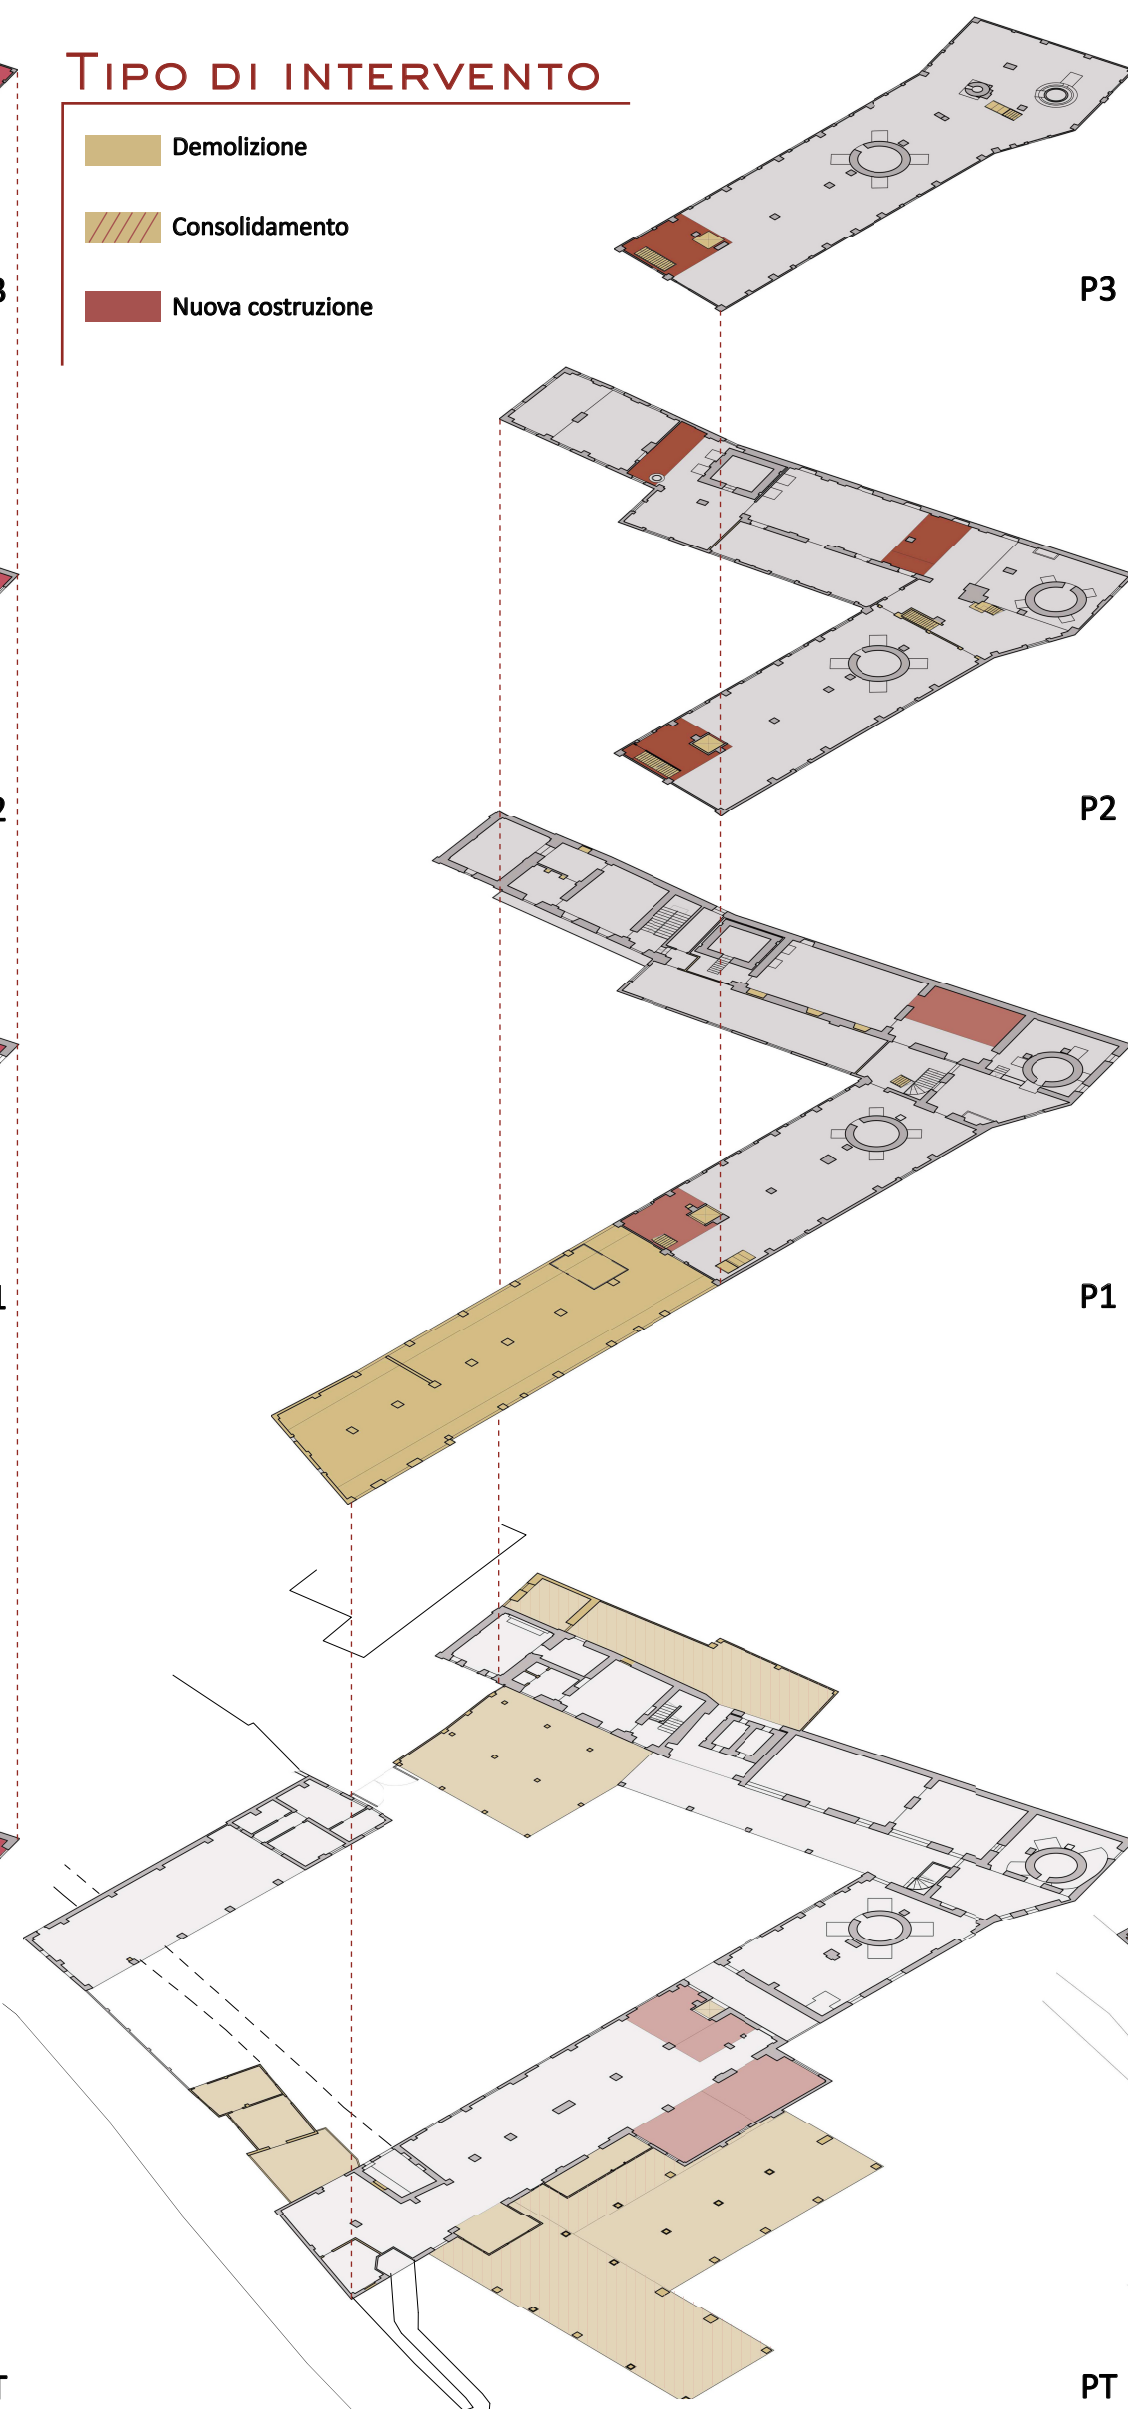 TIPO DI INTERVENTO
Demolizione
Consolidamento
Nuova costruzione
P3
P2
P1
PT